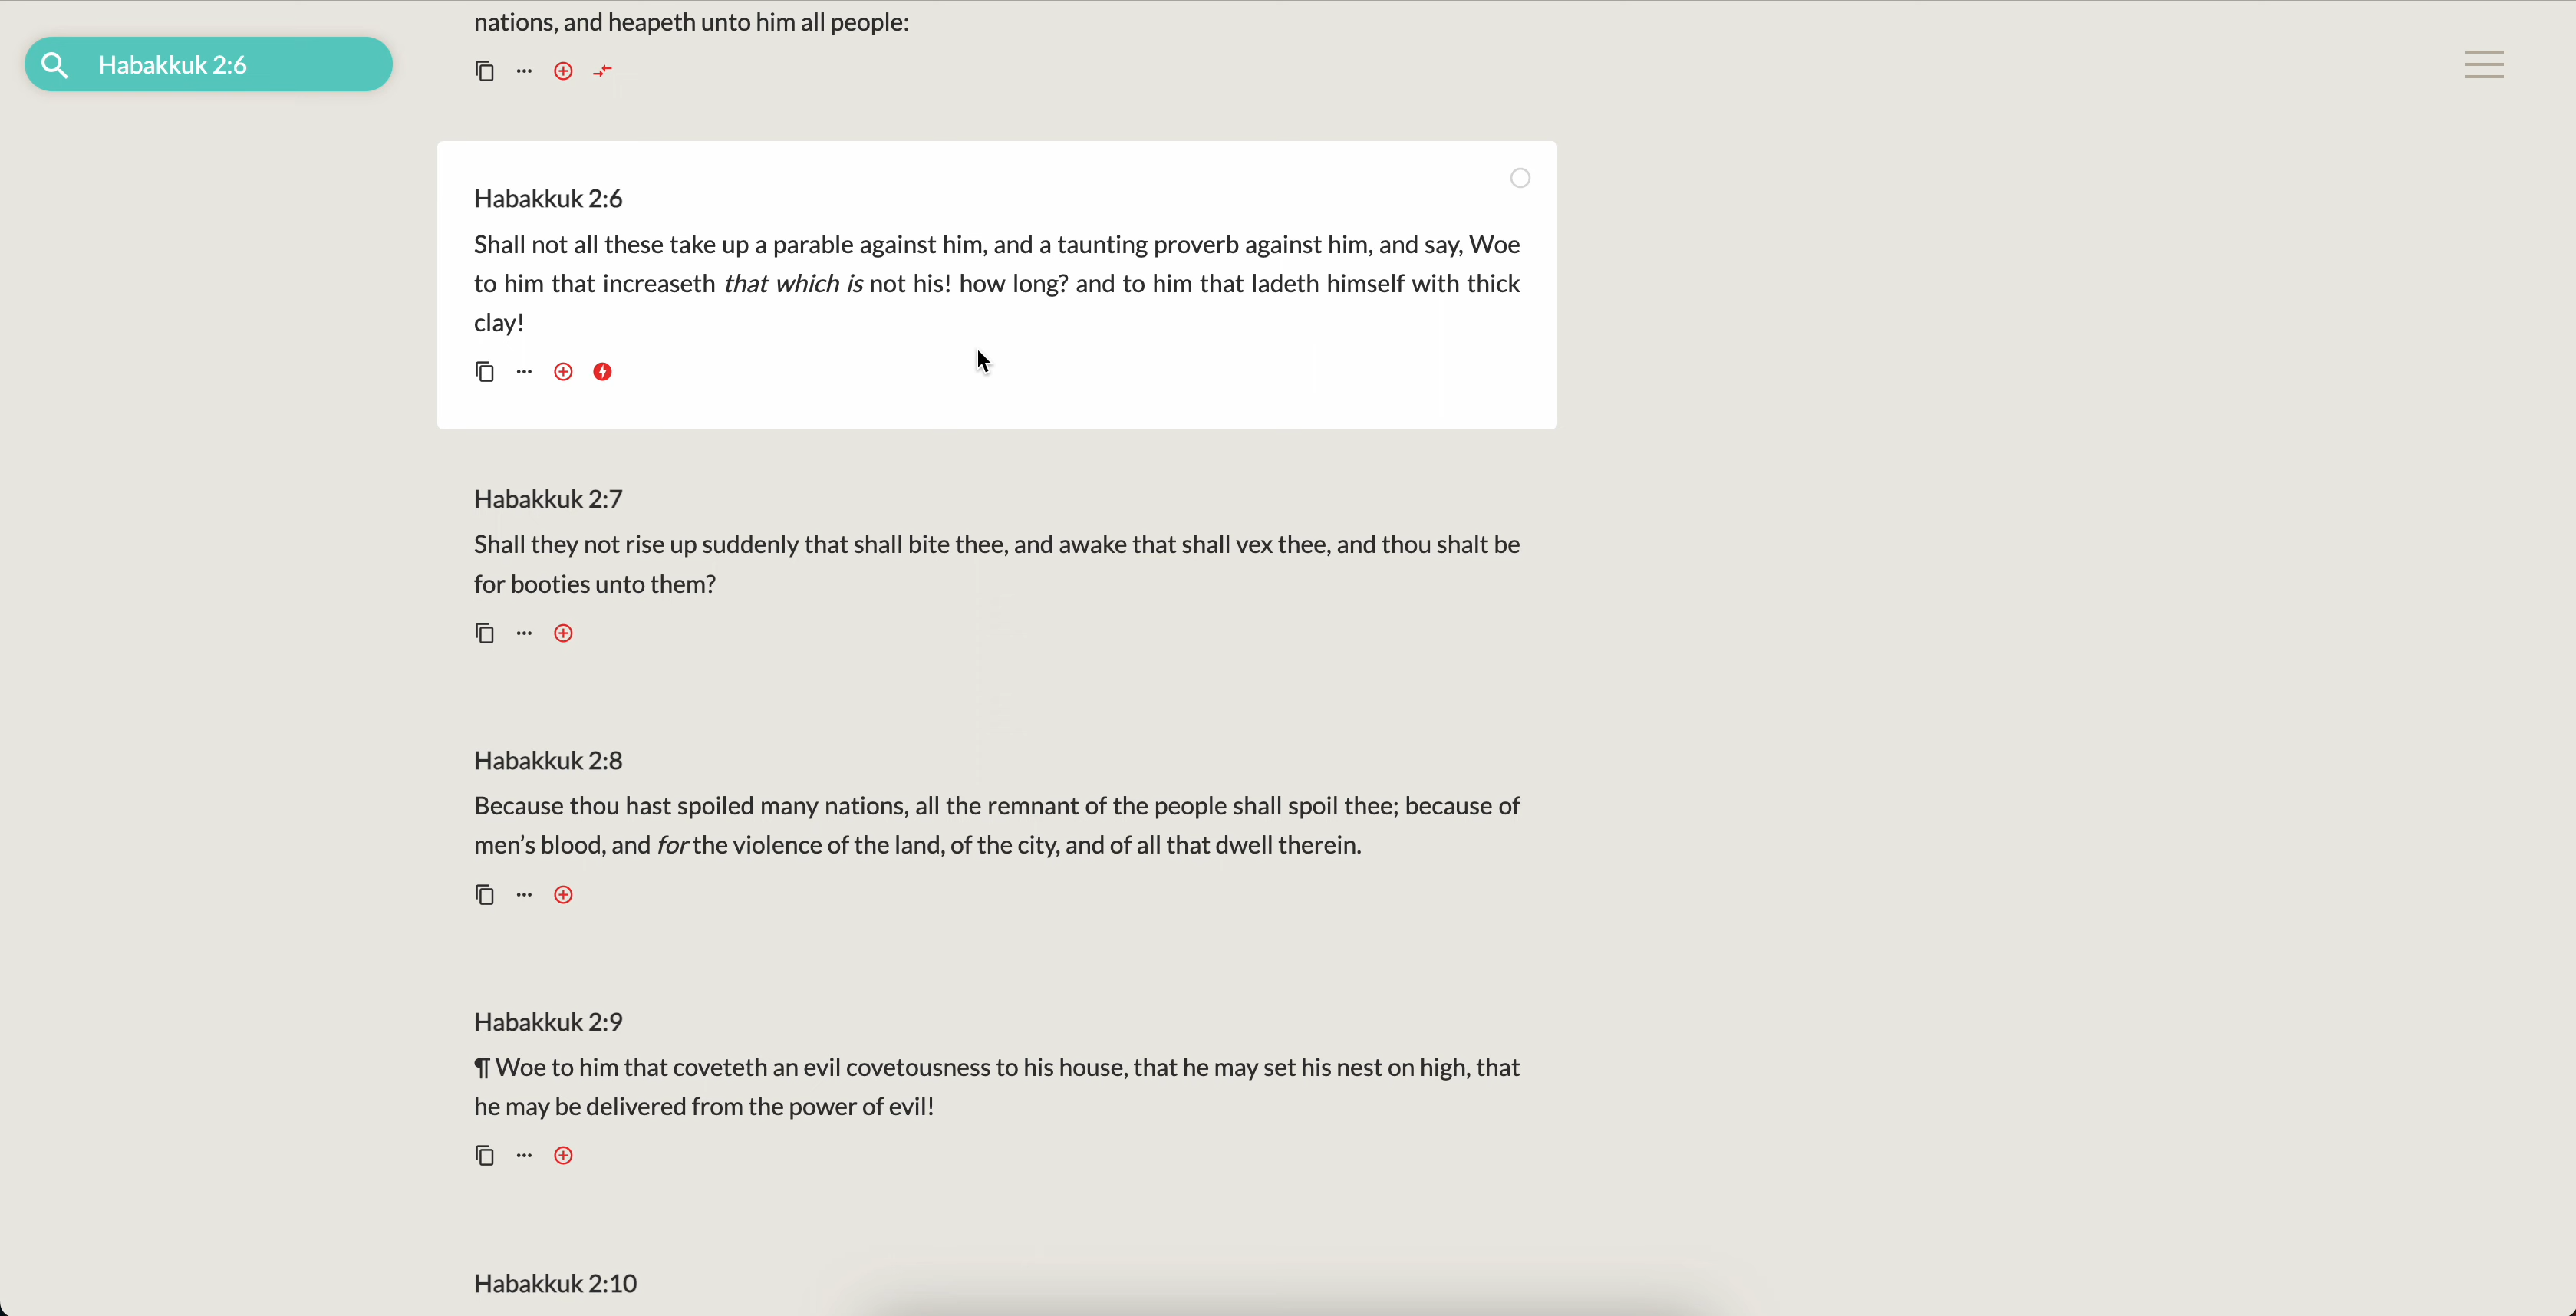 nations, and heapeth unto him all people:
Habakkuk 2:6
Habakkuk 2:6
Shall not all these take up a parable against him, and a taunting proverb against him, and say, Woe
to him that increaseth that which is not his! how long? and to him that ladeth himself with thick
clay!
Habakkuk 2:7
Shall they not rise up suddenly that shall bite thee, and awake that shall vex thee, and thou shalt be
for booties unto them?
Habakkuk 2:8
Because thou hast spoiled many nations, all the remnant of the people shall spoil thee; because of
men’s blood, and for the violence of the land, of the city, and of all that dwell therein.
Habakkuk 2:9
¶ Woe to him that coveteth an evil covetousness to his house, that he may set his nest on high, that
he may be delivered from the power of evil!
Habakkuk 2:10